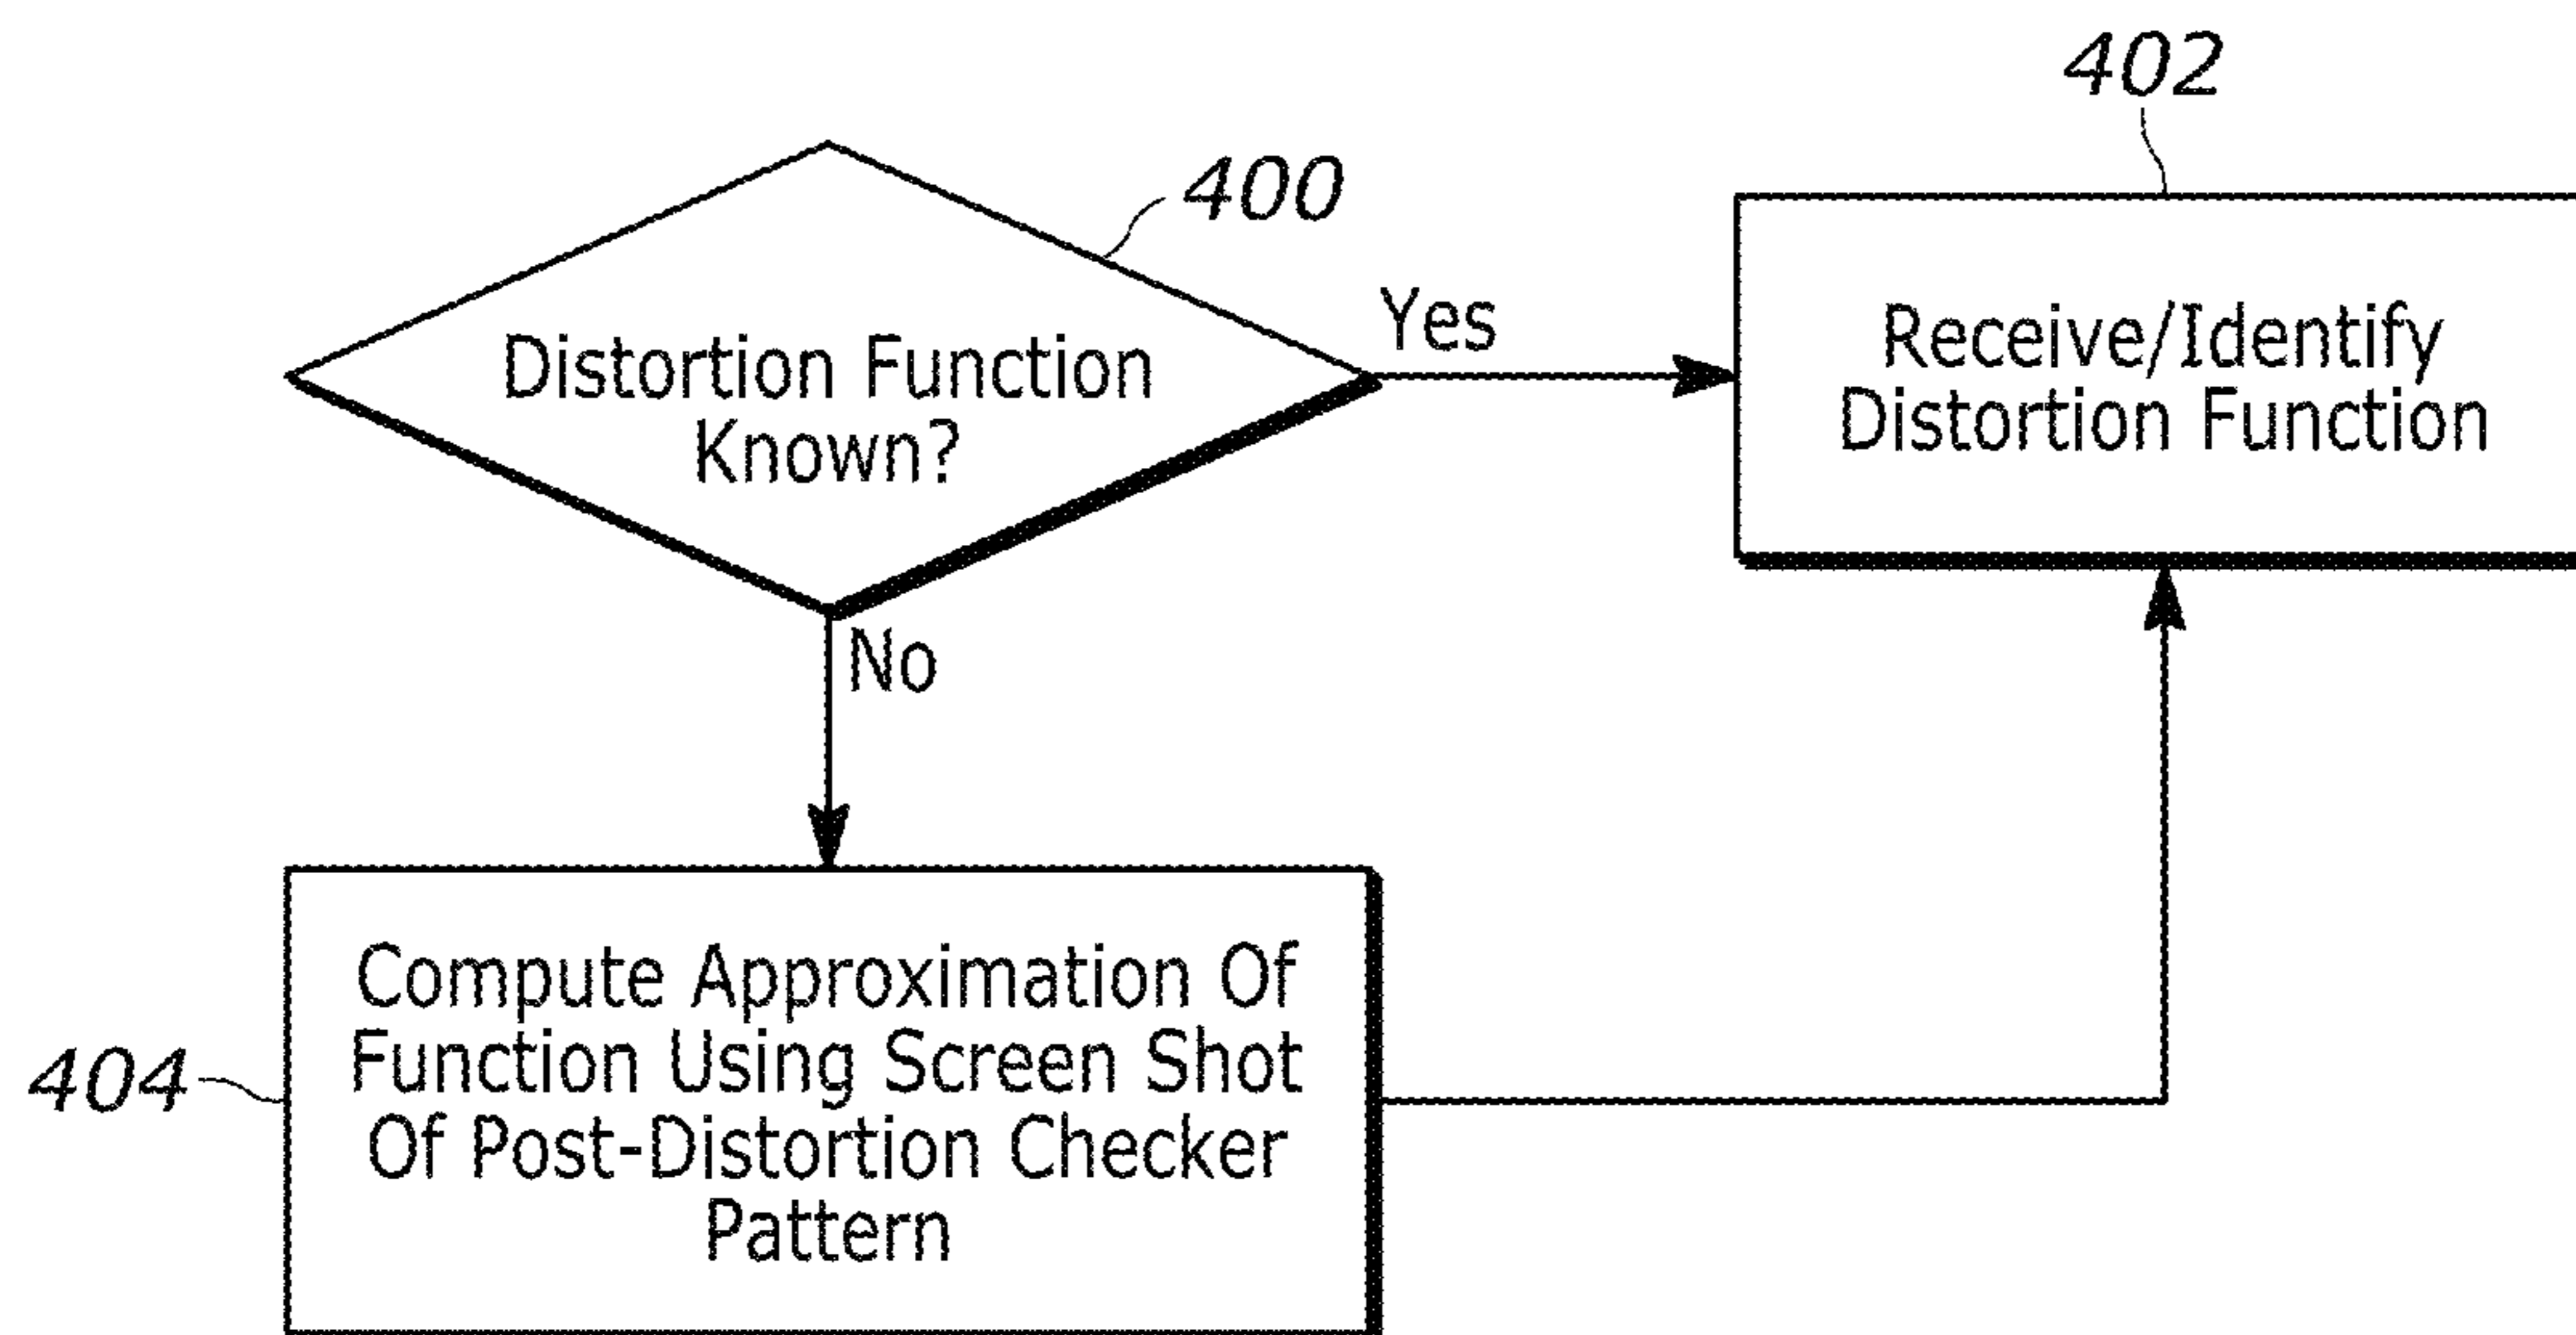 402
400
Yes
Receive/Identify
Distortion Function
Distortion Function
Known?
No
Compute Approximation Of
Function Using Screen Shot
Of Post-Distortion Checker
Pattern
404